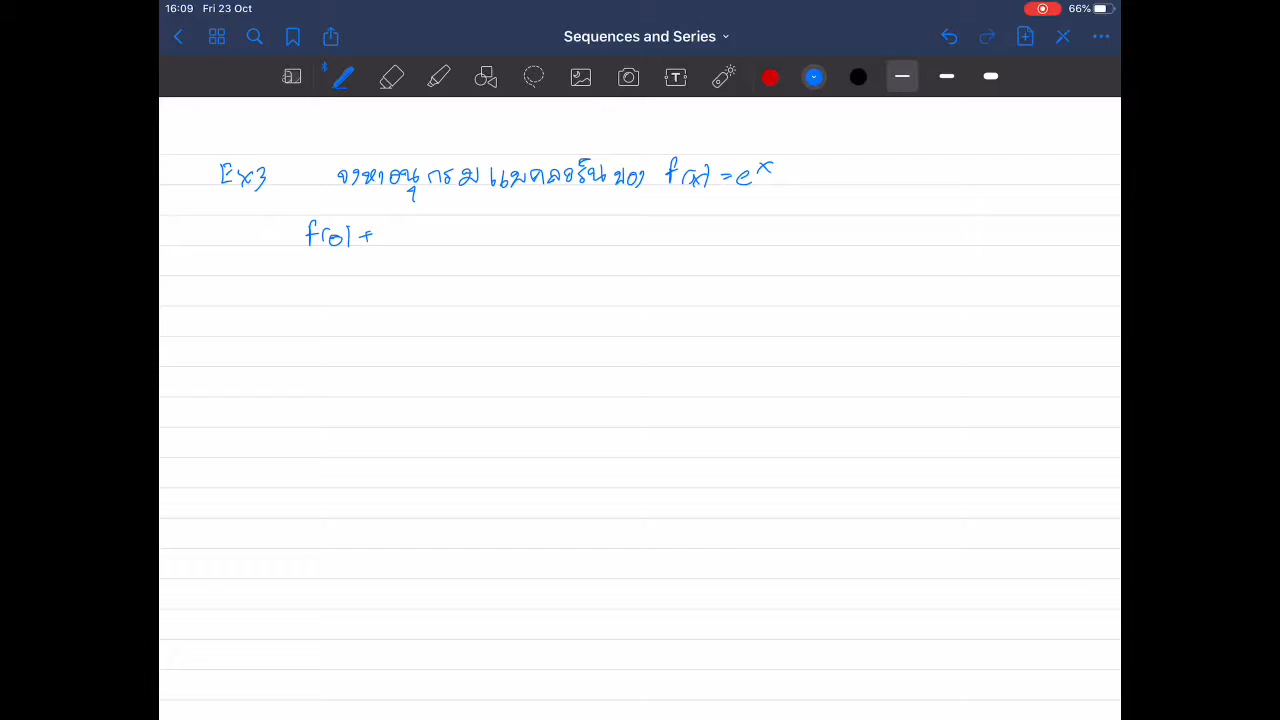 16:09 Fri 23 Oct
66%
Sequences and Series
T
Ex3 จงหาอนุกรมแมคลอรีนของ f(x) = e^x
f(0) +